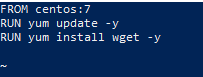 FROM centos:7
RUN yum update -y
RUN yum install wget -y
~